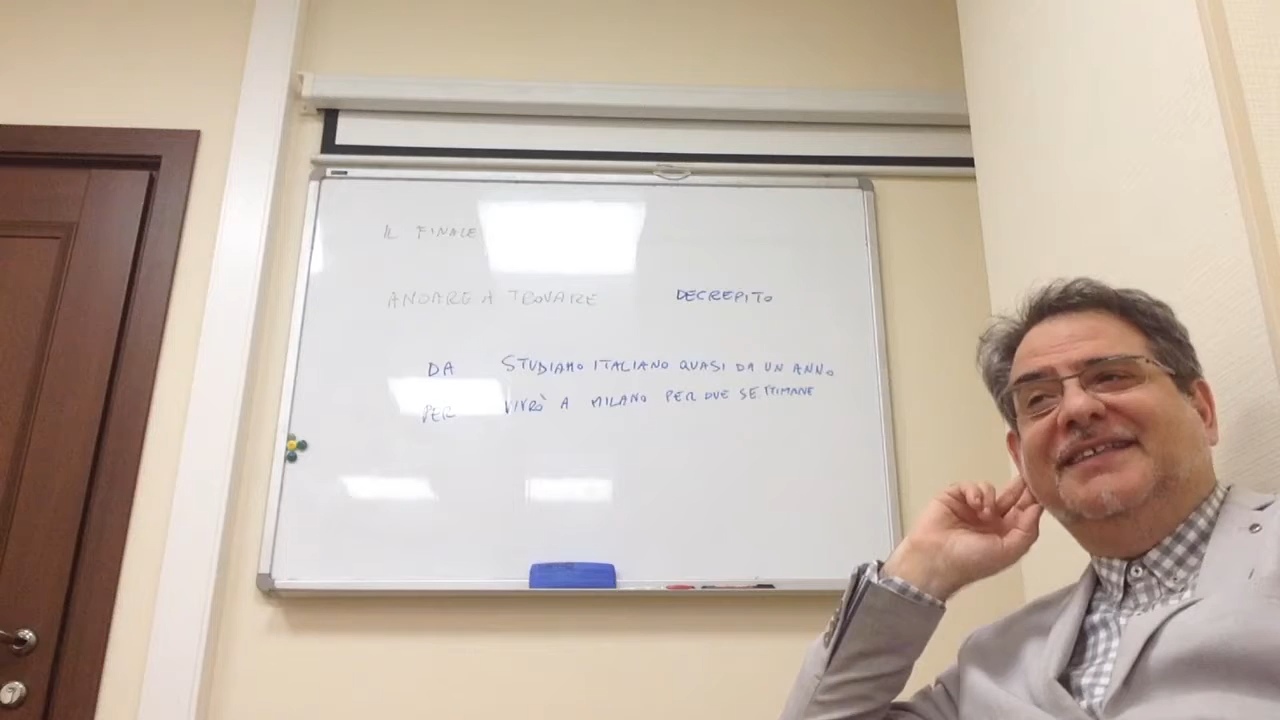 IL FINALE
ANDARE A TROVARE DECREPITO
DA STUDIAMO ITALIANO QUASI DA UN ANNO
PER VIVRÒ A MILANO PER DUE SETTIMANE